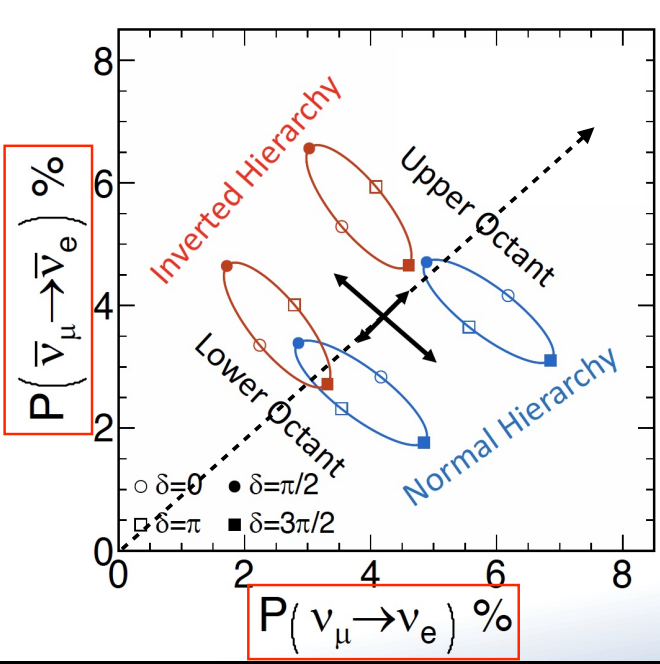 8
6
4
2
0
0 2 4 6 8
P(ν̅μ→ν̅e) %
Inverted Hierarchy
Upper Octant
Lower Octant
Normal Hierarchy
○ δ=0 ● δ=π/2
□ δ=π ■ δ=3π/2
P(νμ→νe) %